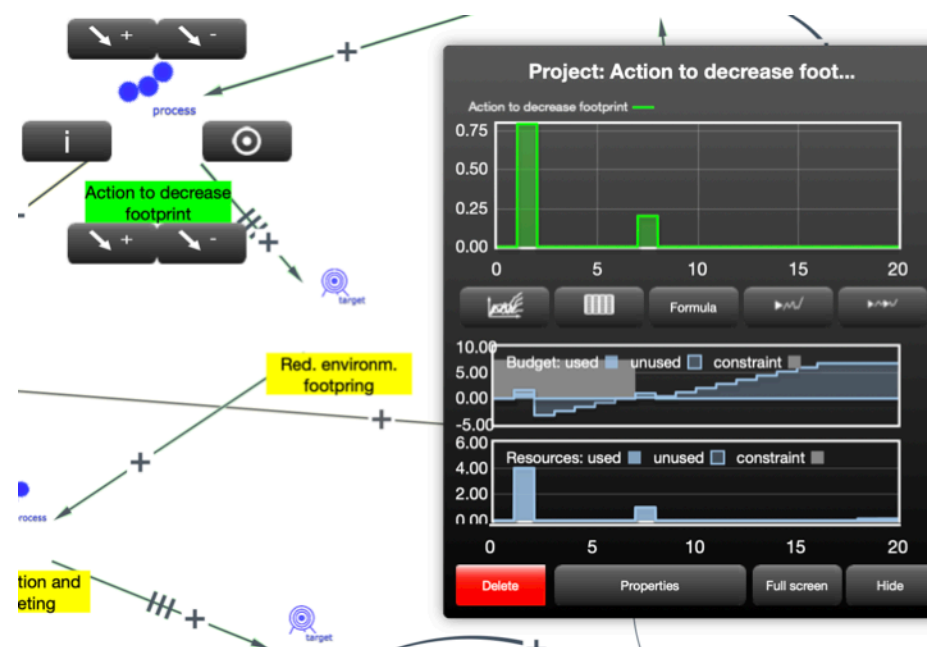 +
-
+
process
i
Action to decrease
footprint
+
-
+
target
Red. environm.
footpring
+
+
rocess
tion and
eting
+
target
Project: Action to decrease foot...
Action to decrease footprint
0.75
0.50
0.25
0.00
0 5 10 15 20
Formula
10.00
Budget: used unused constraint
5.00
0.00
-5.00
6.00
Resources: used unused constraint
4.00
2.00
0.00
0 5 10 15 20
Delete Properties Full screen Hide